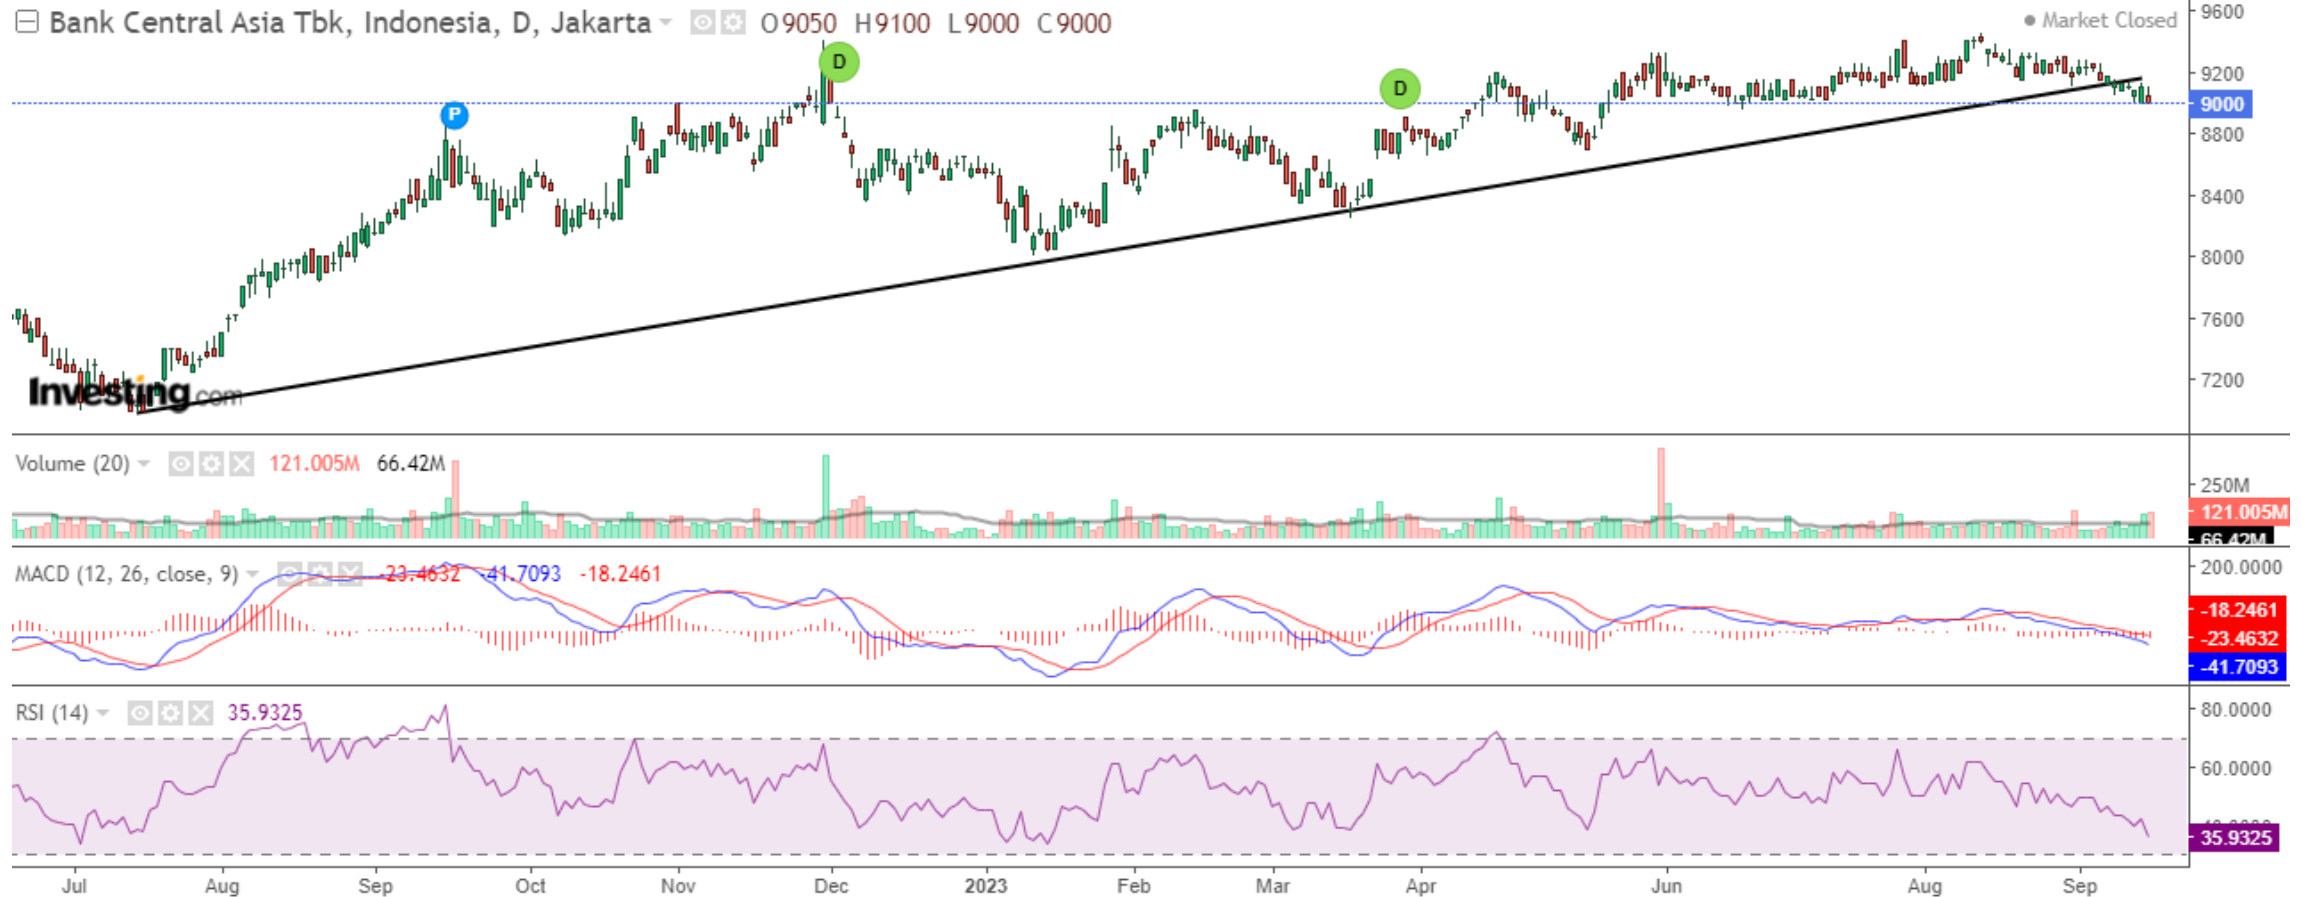 Bank Central Asia Tbk, Indonesia, D, Jakarta O9050 H9100 L9000 C9000
Market Closed
9600
9200
9000
8800
8400
8000
7600
7200
D
P
D
Investing.com
Volume (20) 121.005M 66.42M
250M
121.005M
66.42M
MACD (12, 26, close, 9) -23.4632 -41.7093 -18.2461
200.0000
-18.2461
-23.4632
-41.7093
RSI (14) 35.9325
80.0000
60.0000
35.9325
Jul Aug Sep Oct Nov Dec 2023 Feb Mar Apr Jun Aug Sep